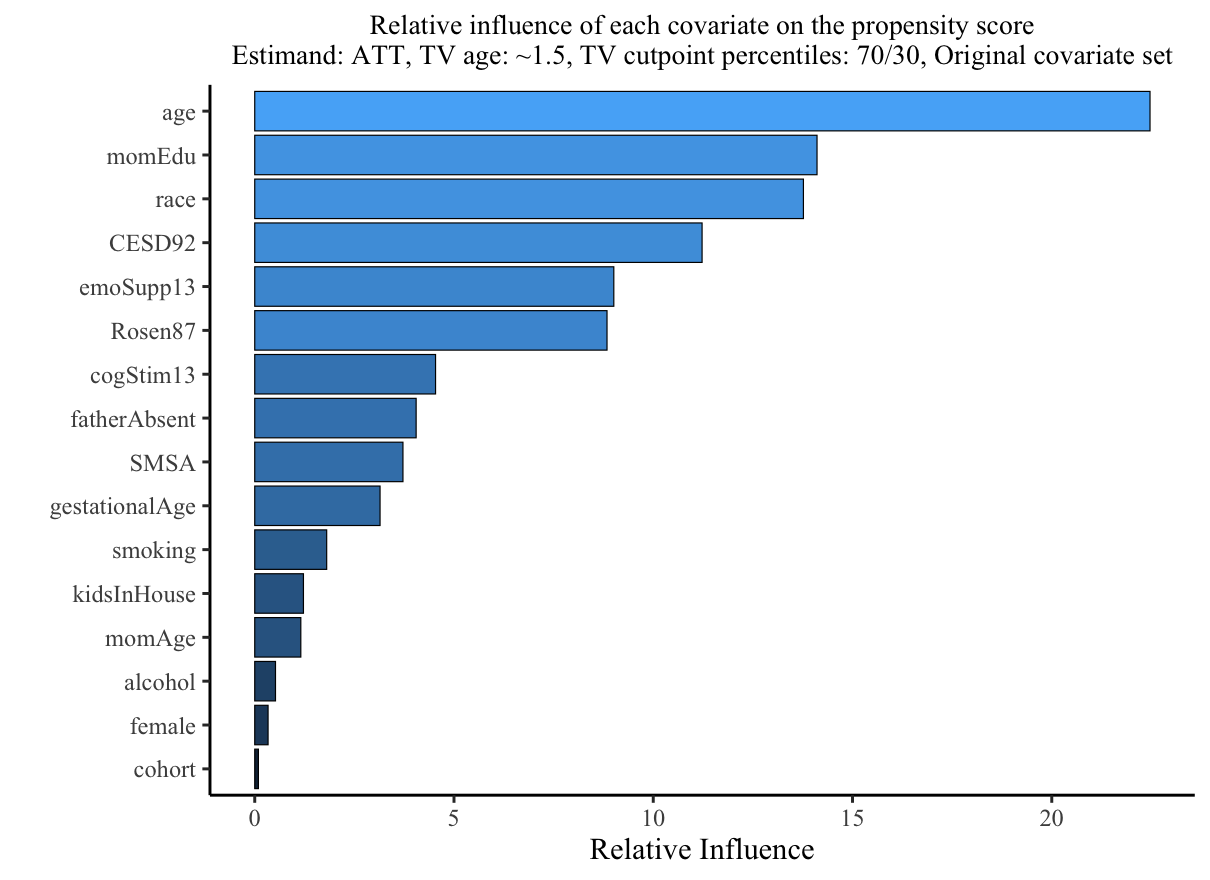 Relative influence of each covariate on the propensity score
Estimand: ATT, TV age: ~1.5, TV cutpoint percentiles: 70/30, Original covariate set
age
momEdu
race
CESD92
emoSupp13
Rosen87
cogStim13
fatherAbsent
SMSA
gestationalAge
smoking
kidsInHouse
momAge
alcohol
female
cohort
0 5 10 15 20
Relative Influence